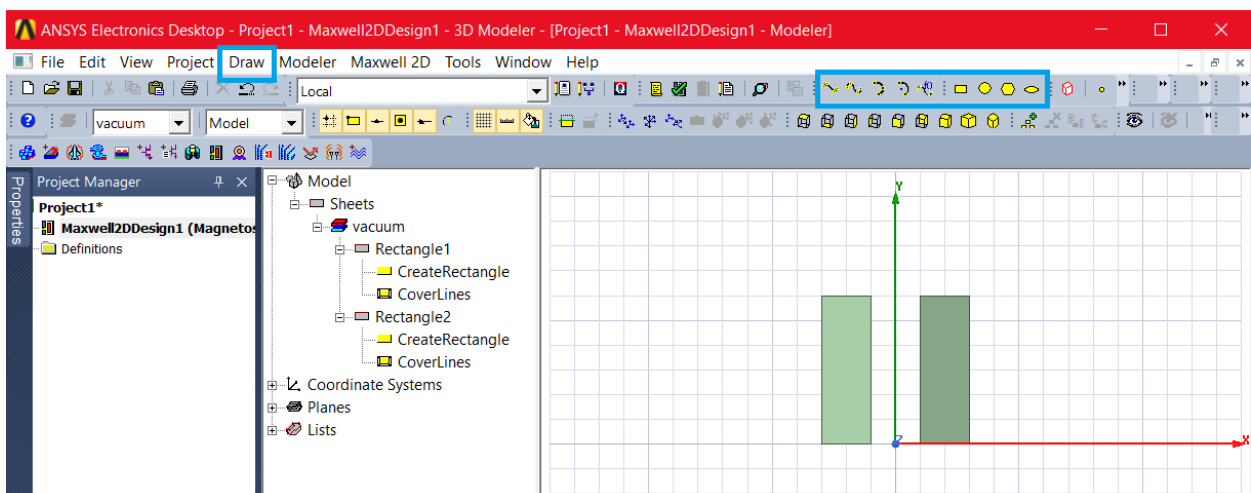 ANSYS Electronics Desktop - Project1 - Maxwell2DDesign1 - 3D Modeler - [Project1 - Maxwell2DDesign1 - Modeler]
File Edit View Project Draw Modeler Maxwell 2D Tools Window Help
Local
vacuum Model
Properties
Project Manager
Project1*
Maxwell2DDesign1 (Magnetos
Definitions
Model
Sheets
vacuum
Rectangle1
CreateRectangle
CoverLines
Rectangle2
CreateRectangle
CoverLines
Coordinate Systems
Planes
Lists
Y
Z
X